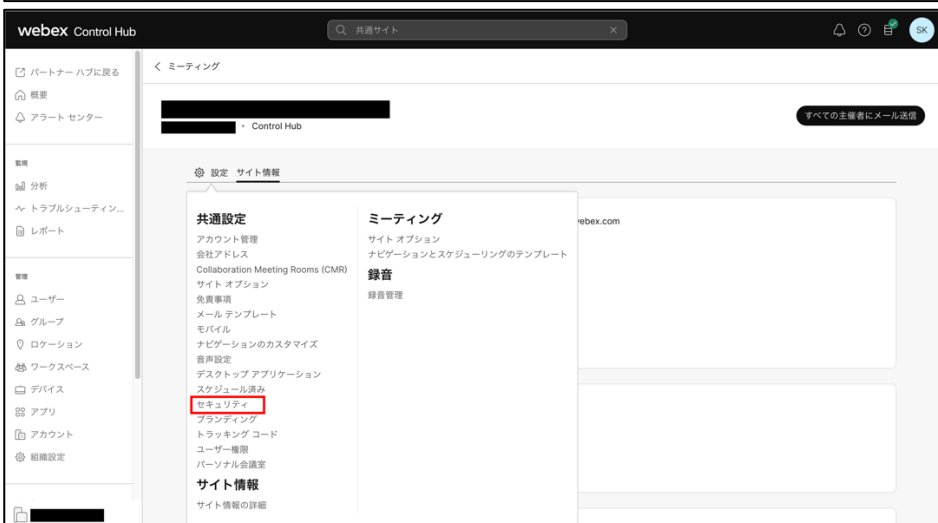 webex Control Hub
共通サイト
SK
パートナー ハブに戻る
概要
アラート センター
監視
分析
トラブルシューティン...
レポート
管理
ユーザー
グループ
ロケーション
ワークスペース
デバイス
アプリ
アカウント
組織設定
ミーティング
Control Hub
すべての主催者にメール送信
設定 サイト情報
共通設定
アカウント管理
会社アドレス
Collaboration Meeting Rooms (CMR)
サイト オプション
免責事項
メール テンプレート
モバイル
ナビゲーションのカスタマイズ
音声設定
デスクトップ アプリケーション
スケジュール済み
セキュリティ
ブランディング
トラッキング コード
ユーザー権限
パーソナル会議室
サイト情報
サイト情報の詳細
ミーティング
サイト オプション
ナビゲーションとスケジューリングのテンプレート
録音
録音管理
ebex.com